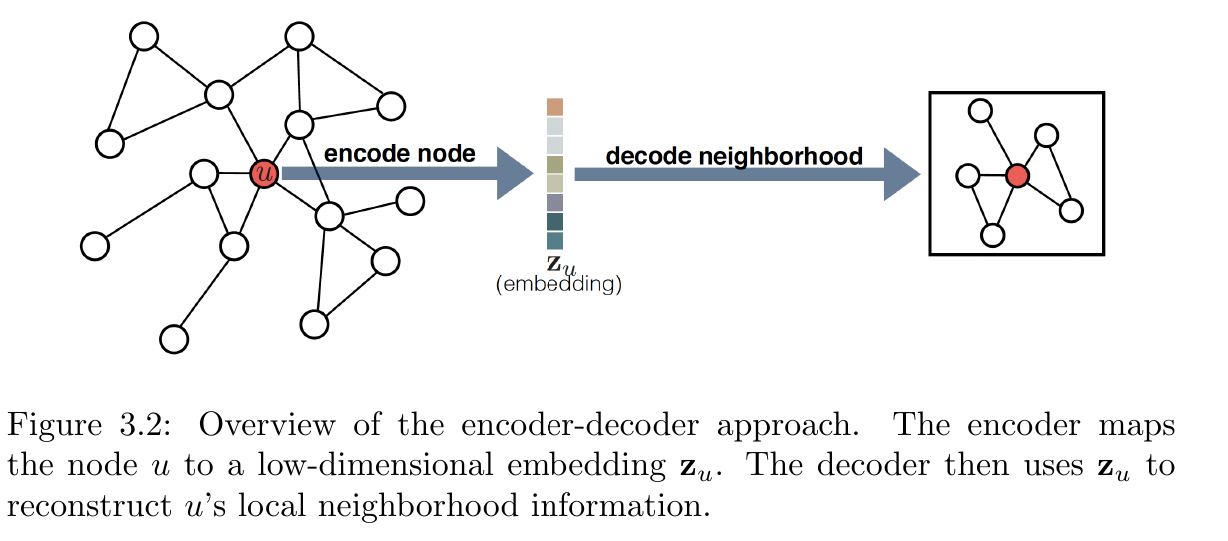 u
encode node
decode neighborhood
z_u
(embedding)
Figure 3.2: Overview of the encoder-decoder approach. The encoder maps
the node u to a low-dimensional embedding z_u. The decoder then uses z_u to
reconstruct u's local neighborhood information.